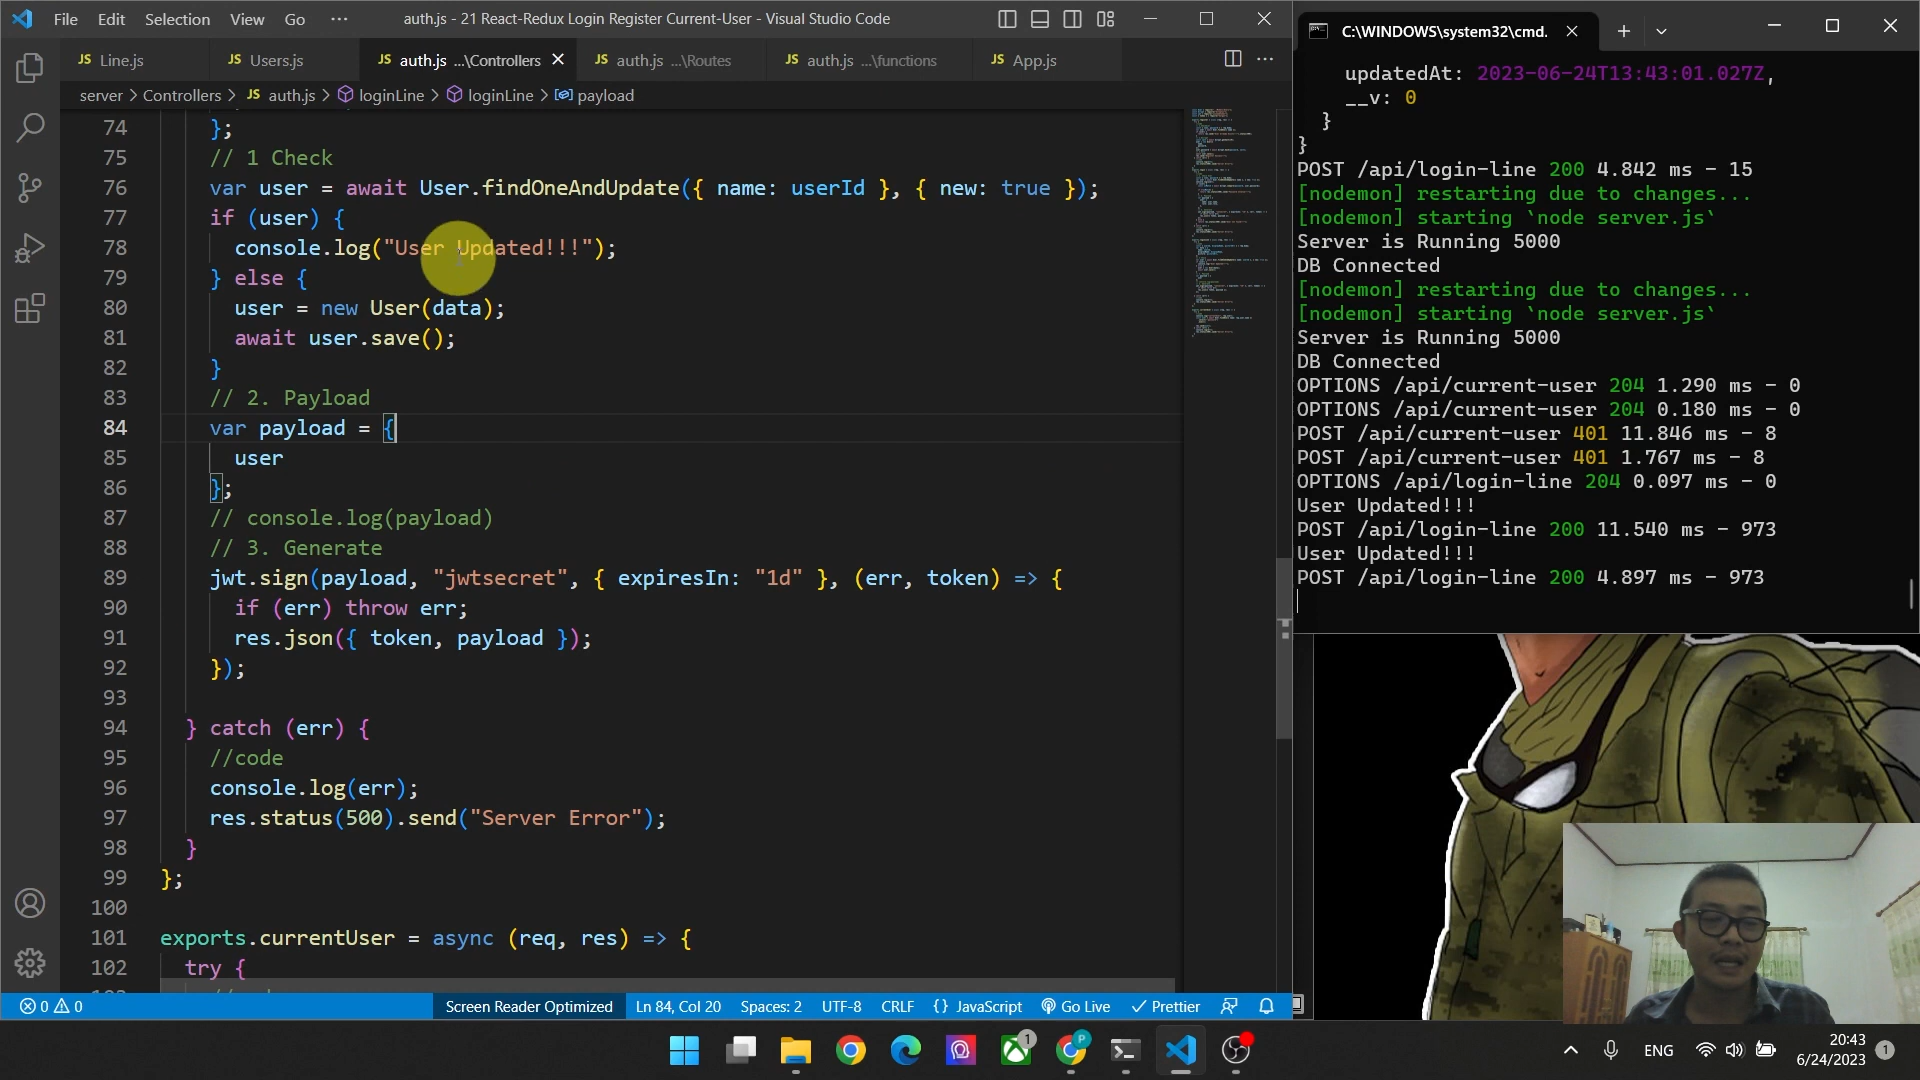 File Edit Selection View Go ··· auth.js - 21 React-Redux Login Register Current-User - Visual Studio Code
JS Line.js JS Users.js JS auth.js ...\Controllers JS auth.js ...\Routes JS auth.js ...\functions JS App.js
server > Controllers > JS auth.js > loginLine > loginLine > payload
74 };
75 // 1 Check
76 var user = await User.findOneAndUpdate({ name: userId }, { new: true });
77 if (user) {
78 console.log("User Updated!!!");
79 } else {
80 user = new User(data);
81 await user.save();
82 }
83 // 2. Payload
84 var payload = {
85 user
86 };
87 // console.log(payload)
88 // 3. Generate
89 jwt.sign(payload, "jwtsecret", { expiresIn: "1d" }, (err, token) => {
90 if (err) throw err;
91 res.json({ token, payload });
92 });
93
94 } catch (err) {
95 //code
96 console.log(err);
97 res.status(500).send("Server Error");
98 }
99 };
100
101 exports.currentUser = async (req, res) => {
102 try {
0 0 Screen Reader Optimized Ln 84, Col 20 Spaces: 2 UTF-8 CRLF {} JavaScript Go Live Prettier
C:\WINDOWS\system32\cmd.
updatedAt: 2023-06-24T13:43:01.027Z,
__v: 0
}
}
POST /api/login-line 200 4.842 ms - 15
[nodemon] restarting due to changes...
[nodemon] starting `node server.js`
Server is Running 5000
DB Connected
[nodemon] restarting due to changes...
[nodemon] starting `node server.js`
Server is Running 5000
DB Connected
OPTIONS /api/current-user 204 1.290 ms - 0
OPTIONS /api/current-user 204 0.180 ms - 0
POST /api/current-user 401 11.846 ms - 8
POST /api/current-user 401 1.767 ms - 8
OPTIONS /api/login-line 204 0.097 ms - 0
User Updated!!!
POST /api/login-line 200 11.540 ms - 973
User Updated!!!
POST /api/login-line 200 4.897 ms - 973
1 P ENG 20:43 1
6/24/2023